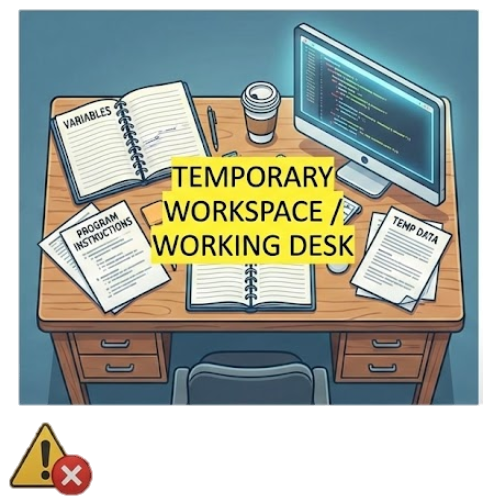 VARIABLES
TEMPORARY
WORKSPACE /
WORKING DESK
PROGRAM
INSTRUCTIONS
TEMP DATA